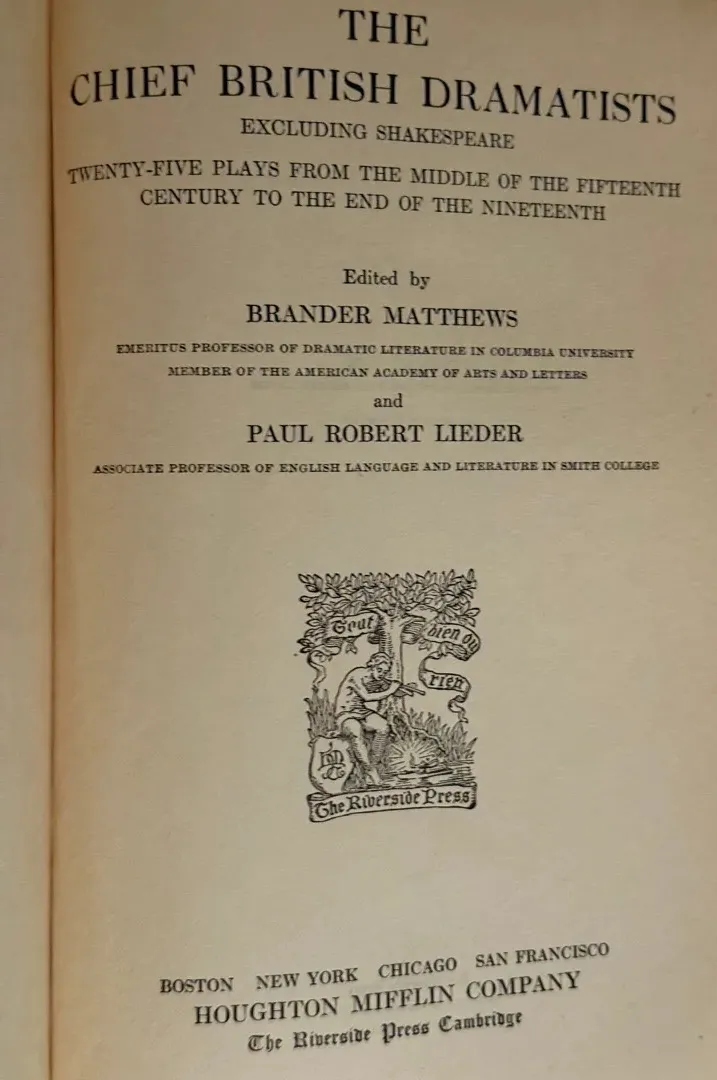 THE
CHIEF BRITISH DRAMATISTS
EXCLUDING SHAKESPEARE
TWENTY-FIVE PLAYS FROM THE MIDDLE OF THE FIFTEENTH
CENTURY TO THE END OF THE NINETEENTH
Edited by
BRANDER MATTHEWS
EMERITUS PROFESSOR OF DRAMATIC LITERATURE IN COLUMBIA UNIVERSITY
MEMBER OF THE AMERICAN ACADEMY OF ARTS AND LETTERS
and
PAUL ROBERT LIEDER
ASSOCIATE PROFESSOR OF ENGLISH LANGUAGE AND LITERATURE IN SMITH COLLEGE
Tout bien ou
rien
The Riverside Press
BOSTON NEW YORK CHICAGO SAN FRANCISCO
HOUGHTON MIFFLIN COMPANY
The Riverside Press Cambridge